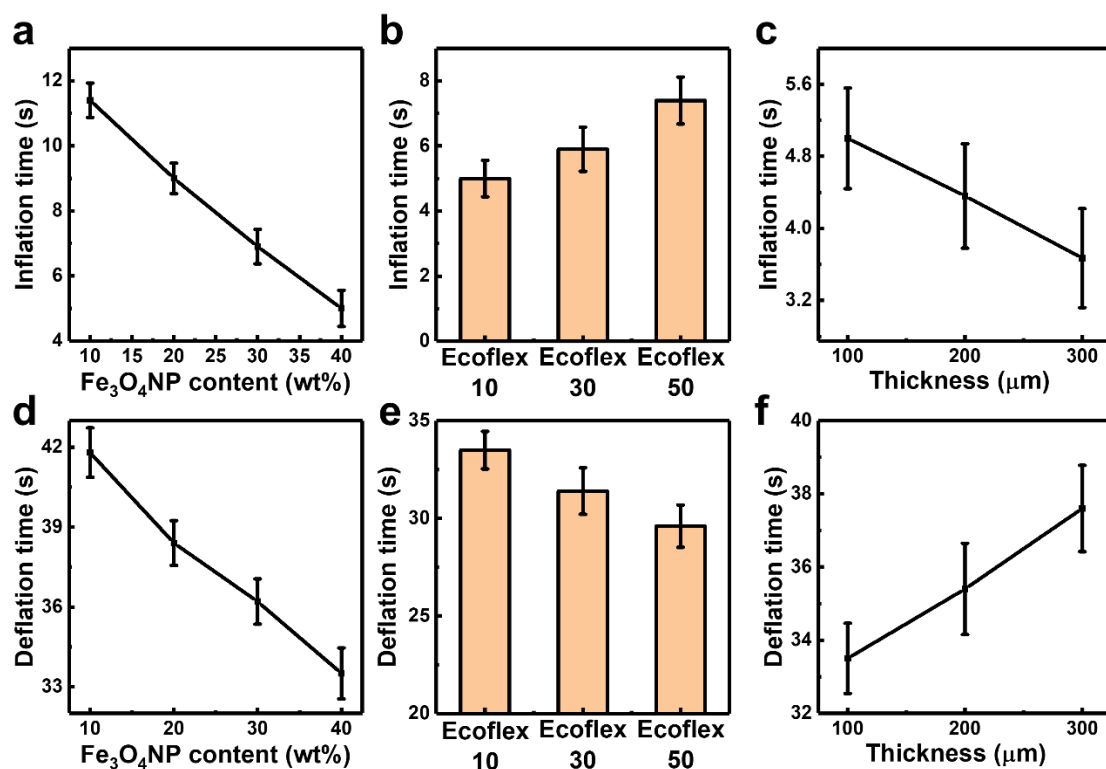 a
Inflation time (s)
12
10
8
6
4
10 15 20 25 30 35 40
Fe₃O₄NP content (wt%)
b
Inflation time (s)
8
6
4
2
0
Ecoflex Ecoflex Ecoflex
10 30 50
c
Inflation time (s)
5.6
4.8
4.0
3.2
100 200 300
Thickness (μm)
d
Deflation time (s)
42
39
36
33
10 20 30 40
Fe₃O₄NP content (wt%)
e
Deflation time (s)
35
30
25
20
Ecoflex Ecoflex Ecoflex
10 30 50
f
Deflation time (s)
40
38
36
34
32
100 200 300
Thickness (μm)